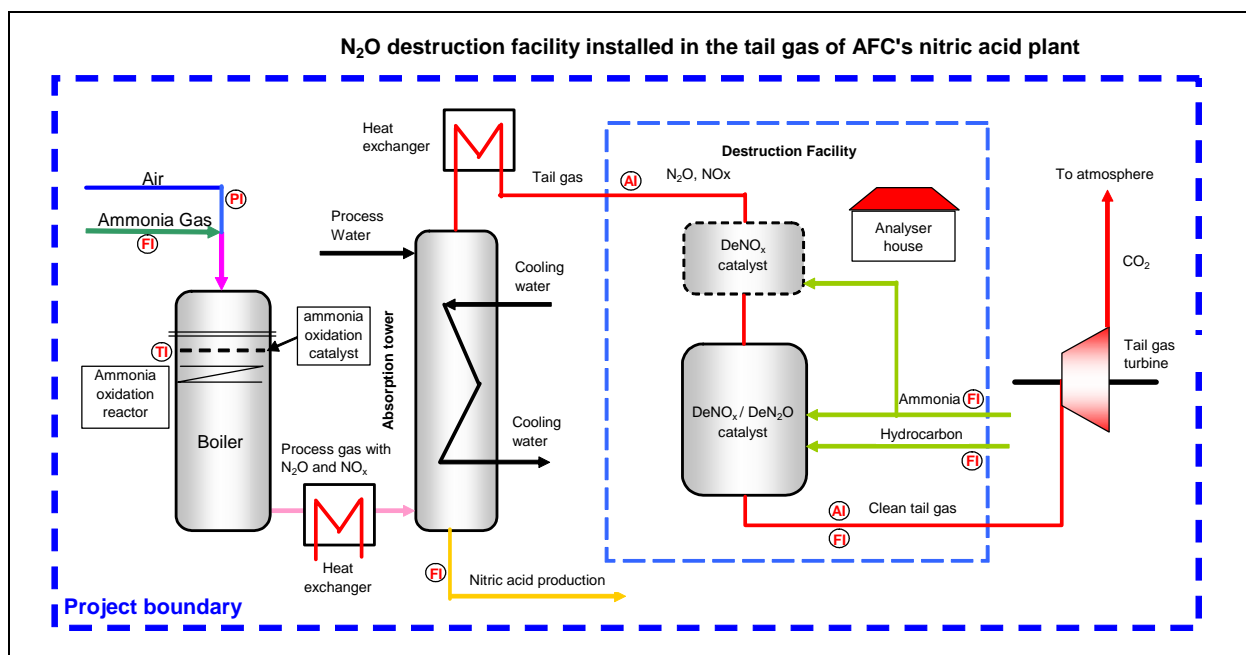 N₂O destruction facility installed in the tail gas of AFC's nitric acid plant
Heat
exchanger
Destruction Facility
Air
PI
Ammonia Gas
FI
Tail gas
AI
N₂O, NOx
To atmosphere
Process
Water
Analyser
house
DeNOₓ
catalyst
CO₂
Cooling
water
ammonia
oxidation
catalyst
TI
Ammonia
oxidation
reactor
Absorption tower
Tail gas
turbine
Boiler
DeNOₓ / DeN₂O
catalyst
Ammonia
FI
Hydrocarbon
FI
Cooling
water
Process gas with
N₂O and NOₓ
AI
Clean tail gas
FI
Heat
exchanger
FI
Nitric acid production
Project boundary